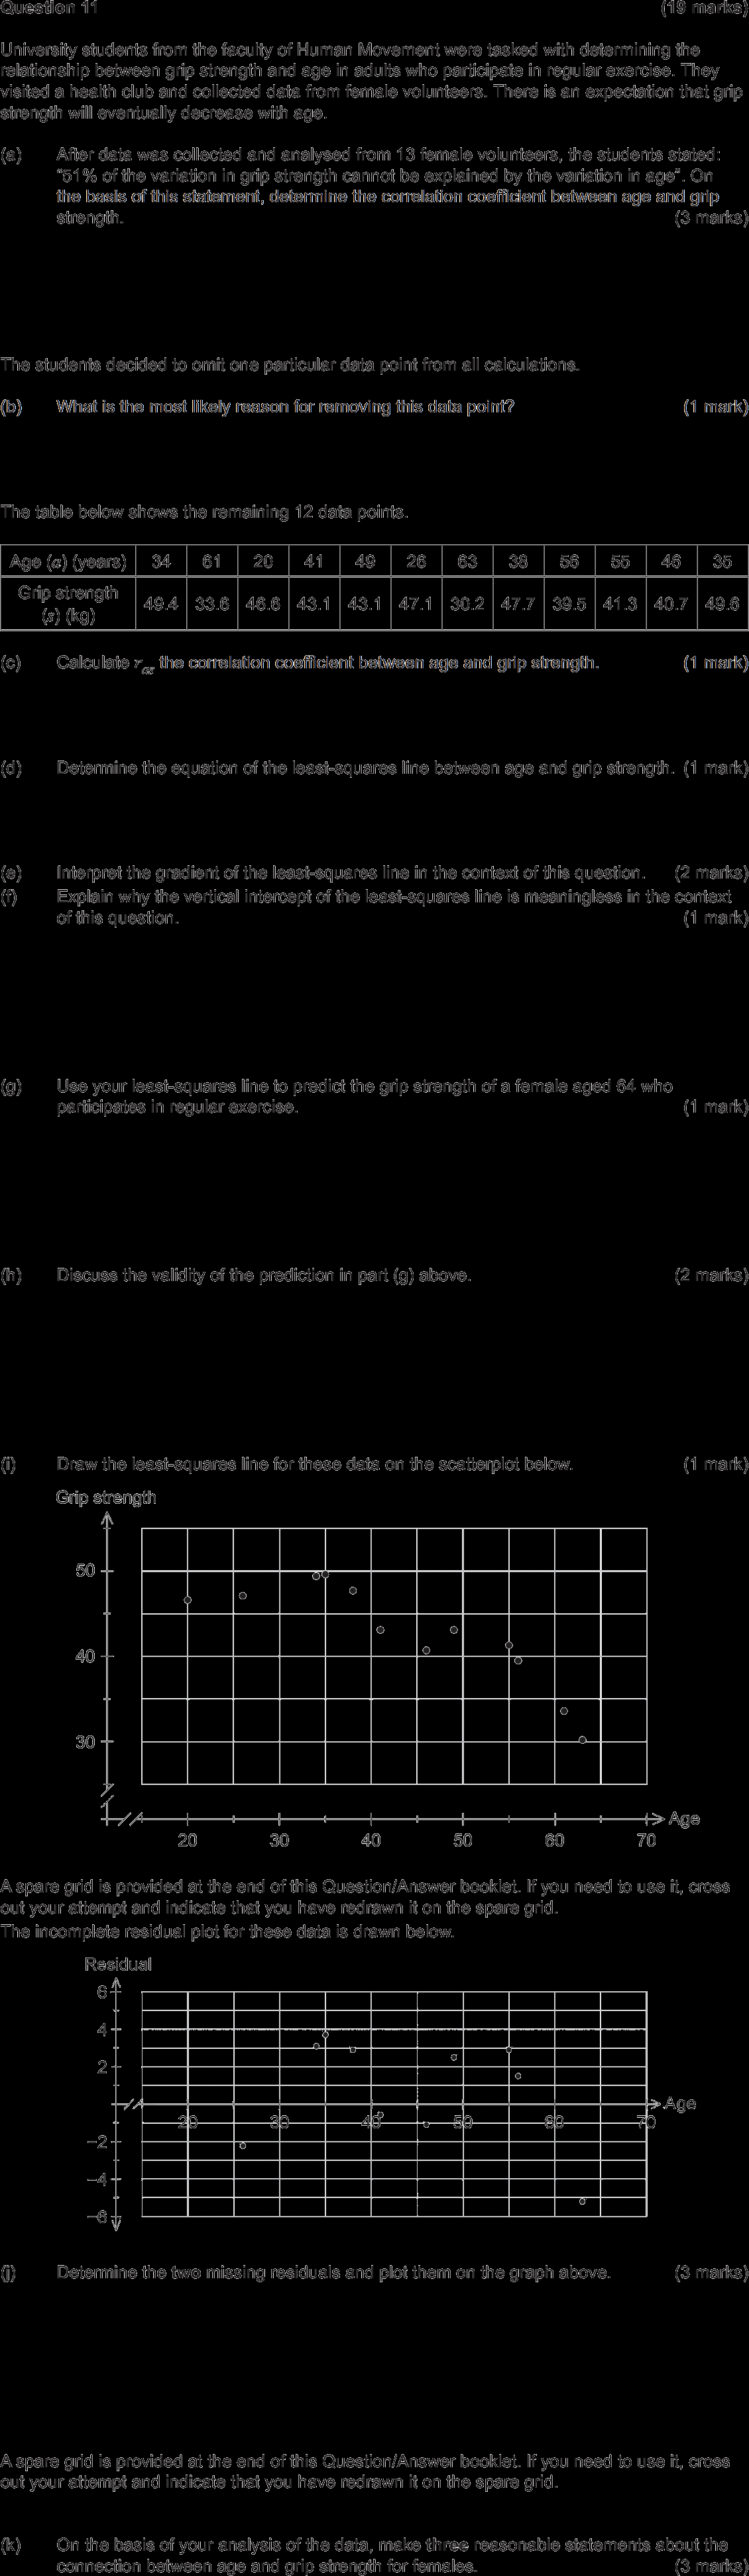 Question 11 (19 marks)
University students from the faculty of Human Movement were tasked with determining the
relationship between grip strength and age in adults who participate in regular exercise. They
visited a health club and collected data from female volunteers. There is an expectation that grip
strength will eventually decrease with age.
(a) After data was collected and analysed from 13 female volunteers, the students stated:
"51% of the variation in grip strength cannot be explained by the variation in age". On
the basis of this statement, determine the correlation coefficient between age and grip
strength. (3 marks)
The students decided to omit one particular data point from all calculations.
(b) What is the most likely reason for removing this data point? (1 mark)
The table below shows the remaining 12 data points.
Age (a) (years) 34 61 20 41 49 26 63 38 56 55 46 35
Grip strength
(s) (kg) 49.4 33.6 46.6 43.1 43.1 47.1 30.2 47.7 39.5 41.3 40.7 49.6
(c) Calculate r_as the correlation coefficient between age and grip strength. (1 mark)
(d) Determine the equation of the least-squares line between age and grip strength. (1 mark)
(e) Interpret the gradient of the least-squares line in the context of this question. (2 marks)
(f) Explain why the vertical intercept of the least-squares line is meaningless in the context
of this question. (1 mark)
(g) Use your least-squares line to predict the grip strength of a female aged 64 who
participates in regular exercise. (1 mark)
(h) Discuss the validity of the prediction in part (g) above. (2 marks)
(i) Draw the least-squares line for these data on the scatterplot below. (1 mark)
Grip strength
50
40
30
Age
20 30 40 50 60 70
A spare grid is provided at the end of this Question/Answer booklet. If you need to use it, cross
out your attempt and indicate that you have redrawn it on the spare grid.
The incomplete residual plot for these data is drawn below.
Residual
6
4
2
Age
20 30 40 50 60 70
−2
−4
−6
(j) Determine the two missing residuals and plot them on the graph above. (3 marks)
A spare grid is provided at the end of this Question/Answer booklet. If you need to use it, cross
out your attempt and indicate that you have redrawn it on the spare grid.
(k) On the basis of your analysis of the data, make three reasonable statements about the
connection between age and grip strength for females. (3 marks)